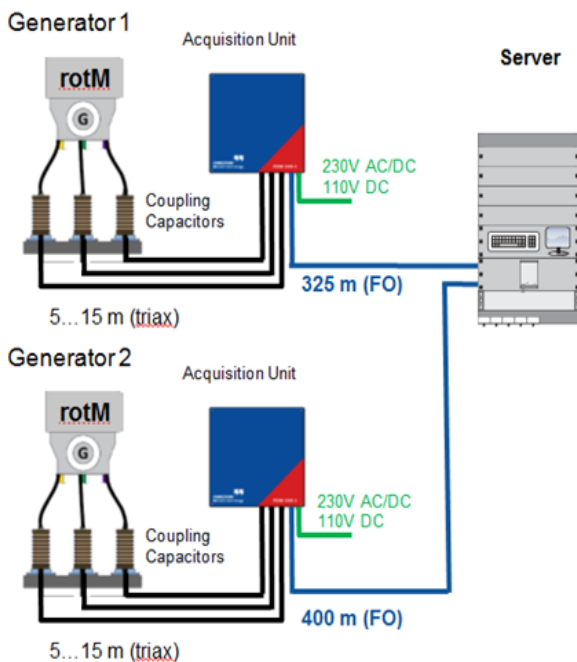 Generator 1
Acquisition Unit
Server
rotM
G
230V AC/DC
110V DC
Coupling
Capacitors
325 m (FO)
5...15 m (triax)
Generator 2
Acquisition Unit
rotM
G
230V AC/DC
110V DC
Coupling
Capacitors
400 m (FO)
5...15 m (triax)